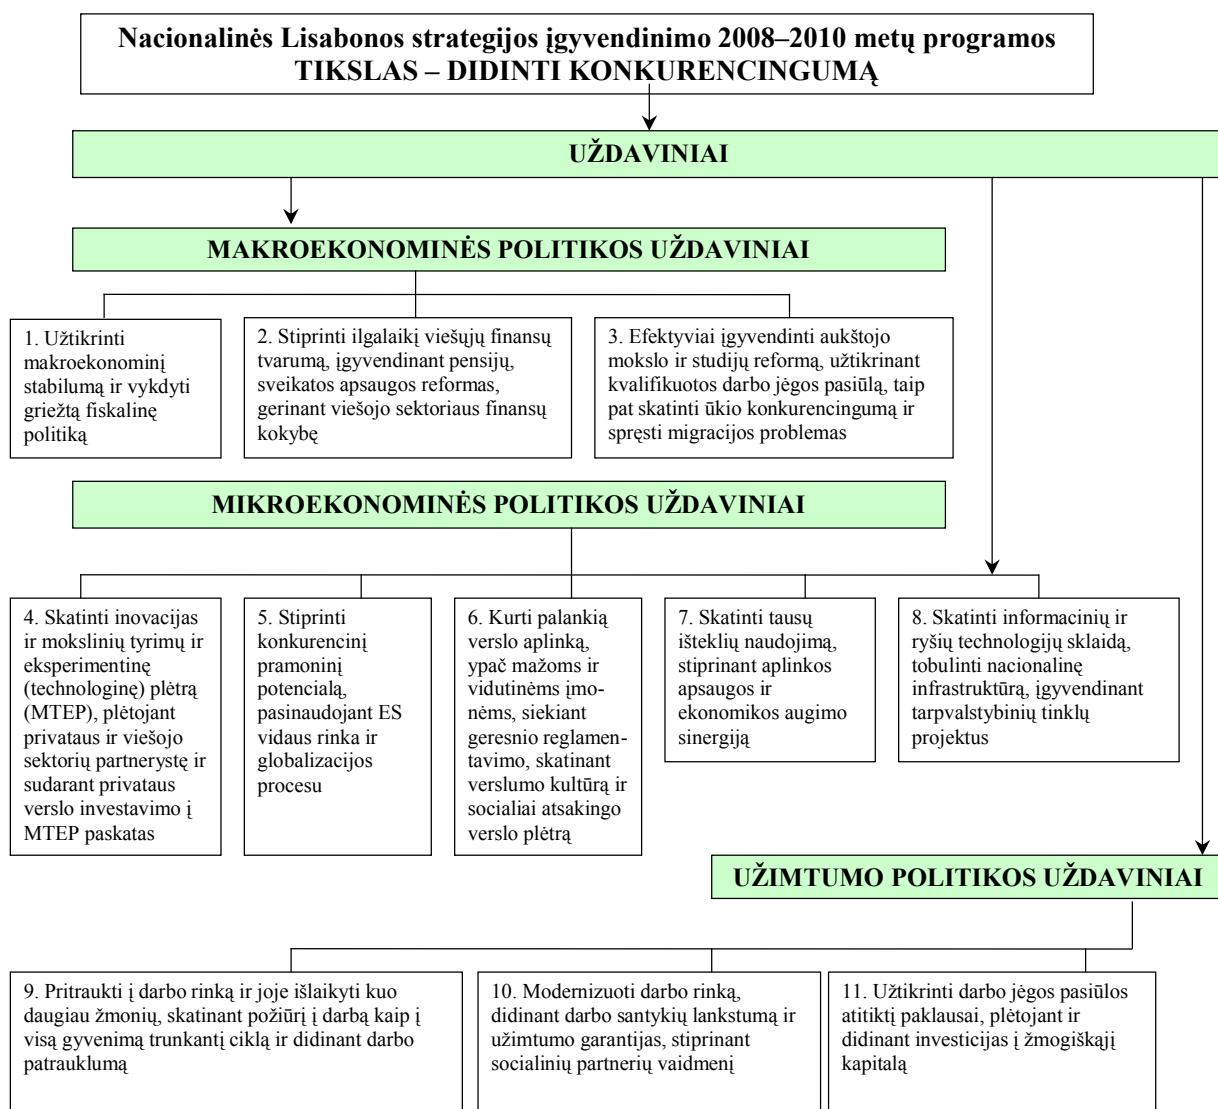 Nacionalinės Lisabonos strategijos įgyvendinimo 2008–2010 metų programos
TIKSLAS – DIDINTI KONKURENCINGUMĄ
UŽDAVINIAI
MAKROEKONOMINĖS POLITIKOS UŽDAVINIAI
1. Užtikrinti
makroekonominį
stabilumą ir vykdyti
griežtą fiskalinę
politiką
2. Stiprinti ilgalaikį viešųjų finansų
tvarumą, įgyvendinant pensijų,
sveikatos apsaugos reformas,
gerinant viešojo sektoriaus finansų
kokybę
3. Efektyviai įgyvendinti aukštojo
mokslo ir studijų reformą, užtikrinant
kvalifikuotos darbo jėgos pasiūlą, taip
pat skatinti ūkio konkurencingumą ir
spręsti migracijos problemas
MIKROEKONOMINĖS POLITIKOS UŽDAVINIAI
4. Skatinti inovacijas
ir mokslinių tyrimų ir
eksperimentinę
(technologinę) plėtrą
(MTEP), plėtojant
privataus ir viešojo
sektorių partnerystę ir
sudarant privataus
verslo investavimo į
MTEP paskatas
5. Stiprinti
konkurencinį
pramoninį
potencialą,
pasinaudojant ES
vidaus rinka ir
globalizacijos
procesu
6. Kurti palankią
verslo aplinką,
ypač mažoms ir
vidutinėms įmo-
nėms, siekiant
geresnio reglamen-
tavimo, skatinant
verslumo kultūrą ir
socialiai atsakingo
verslo plėtrą
7. Skatinti tausų
išteklių naudojimą,
stiprinant aplinkos
apsaugos ir
ekonomikos augimo
sinergiją
8. Skatinti informacinių ir
ryšių technologijų sklaidą,
tobulinti nacionalinę
infrastruktūrą, įgyvendinant
tarpvalstybinių tinklų
projektus
UŽIMTUMO POLITIKOS UŽDAVINIAI
9. Pritraukti į darbo rinką ir joje išlaikyti kuo
daugiau žmonių, skatinant požiūrį į darbą kaip į
visą gyvenimą trunkantį ciklą ir didinant darbo
patrauklumą
10. Modernizuoti darbo rinką,
didinant darbo santykių lankstumą ir
užimtumo garantijas, stiprinant
socialinių partnerių vaidmenį
11. Užtikrinti darbo jėgos pasiūlos
atitiktį paklausai, plėtojant ir
didinant investicijas į žmogiškąjį
kapitalą